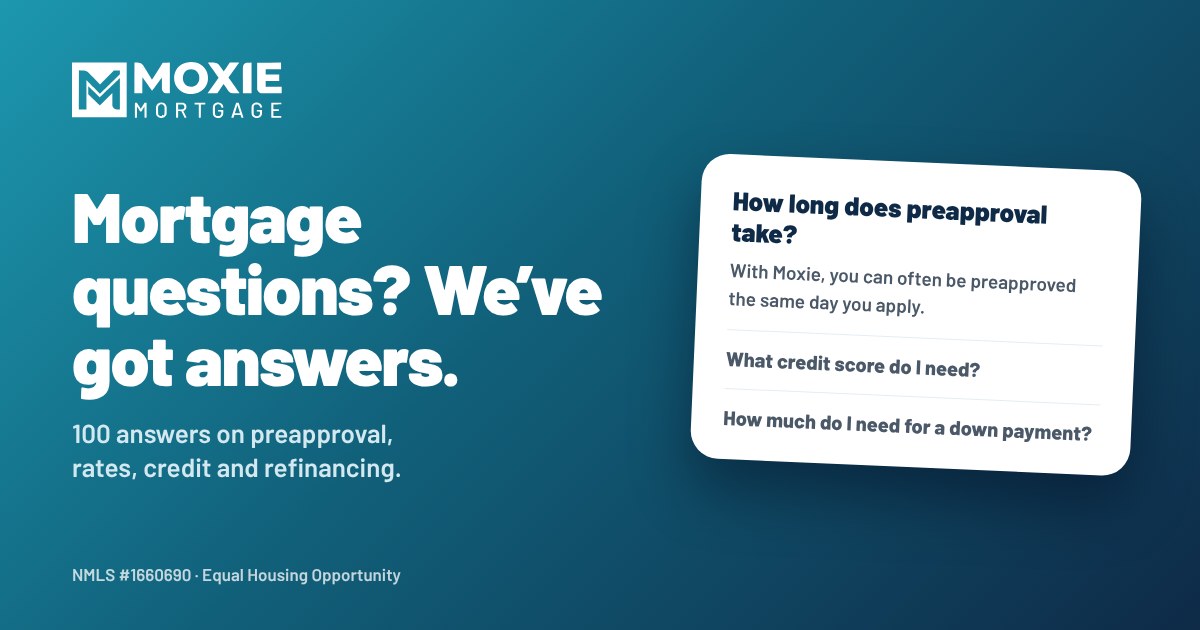 MOXIE
MORTGAGE
Mortgage
questions? We’ve
got answers.
100 answers on preapproval,
rates, credit and refinancing.
NMLS #1660690 · Equal Housing Opportunity
How long does preapproval
take?
With Moxie, you can often be preapproved
the same day you apply.
What credit score do I need?
How much do I need for a down payment?